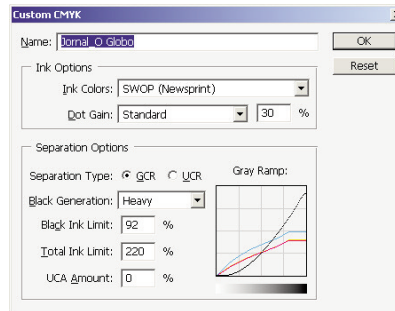 Custom CMYK
Name: Jornal_O Globo
OK
Reset
Ink Options
Ink Colors: SWOP (Newsprint)
Dot Gain: Standard 30 %
Separation Options
Separation Type: GCR UCR
Gray Ramp:
Black Generation: Heavy
Black Ink Limit: 92 %
Total Ink Limit: 220 %
UCA Amount: 0 %